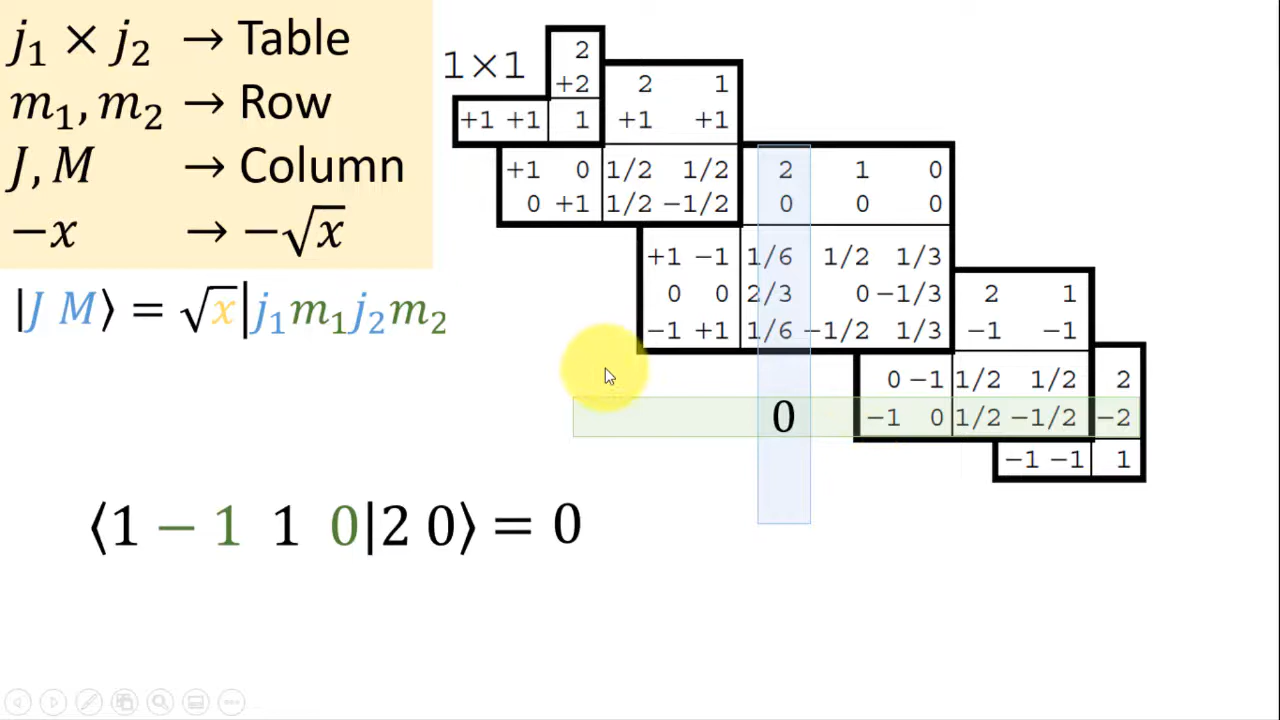 j₁ × j₂ → Table
m₁, m₂ → Row
J, M → Column
−x → −√x
|J M⟩ = √x|j₁m₁j₂m₂
1×1
2
+2 2 1
+1 +1 1 +1 +1
+1 0 1/2 1/2 2 1 0
0 +1 1/2 −1/2 0 0 0
+1 −1 1/6 1/2 1/3
0 0 2/3 0 −1/3 2 1
−1 +1 1/6 −1/2 1/3 −1 −1
0 −1 1/2 1/2 2
0 −1 0 1/2 −1/2 −2
−1 −1 1
⟨1 − 1 1 0|2 0⟩ = 0